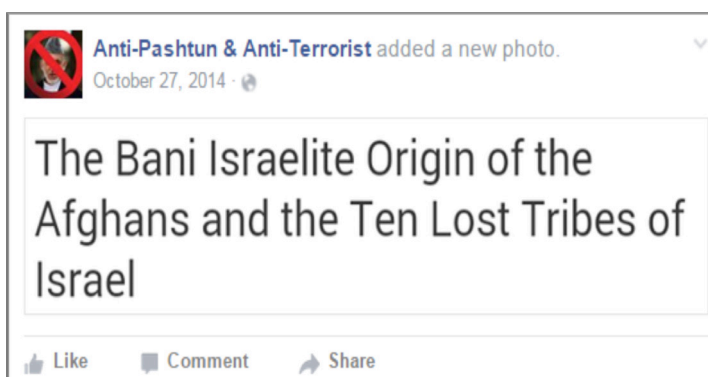 Anti-Pashtun & Anti-Terrorist added a new photo.
October 27, 2014 ·
The Bani Israelite Origin of the
Afghans and the Ten Lost Tribes of
Israel
Like Comment Share